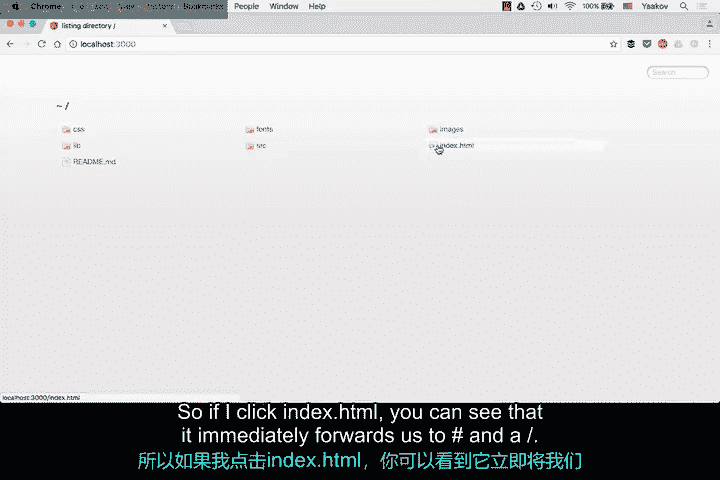 Chrome Bookmarks People Window Help 100% Yaakov
listing directory /
localhost:3000
Search
~ /
css fonts images
lib src index.html
README.md
localhost:3000/index.html
So if I click index.html, you can see that
it immediately forwards us to # and a /.
所以如果我点击index.html，你可以看到它立即将我们